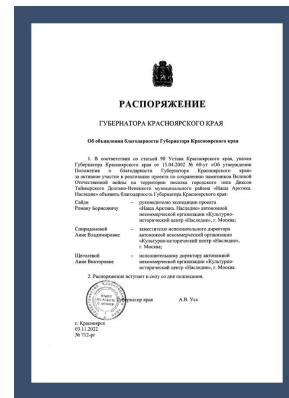 РАСПОРЯЖЕНИЕ
ГУБЕРНАТОРА КРАСНОЯРСКОГО КРАЯ
Об объявлении благодарности Губернатора Красноярского края
1. В соответствии со статьей 90 Устава Красноярского края, указом
Губернатора Красноярского края от 15.04.2002 № 60-уг «Об утверждении
Положения о благодарности Губернатора Красноярского края»
за активное участие в реализации проекта по сохранению памятников Великой
Отечественной войны на территории поселка городского типа Диксон
Таймырского Долгано-Ненецкого муниципального района «Наша Арктика.
Наследие» объявить благодарность Губернатора Красноярского края:
Сайде – руководителю экспедиции проекта
Роману Борисовичу «Наша Арктика. Наследие» автономной
некоммерческой организации «Культурно-
исторический центр «Наследие», г. Москва;
Спиридоновой – заместителю исполнительного директора
Анне Владимировне автономной некоммерческой организации
«Культурно-исторический центр «Наследие»,
г. Москва;
Щеголевой – исполнительному директору автономной
Анне Викторовне некоммерческой организации «Культурно-
исторический центр «Наследие», г. Москва.
2. Распоряжение вступает в силу со дня подписания.
Губернатор края А.В. Усс
г. Красноярск
03.11.2022
№ 712-рг